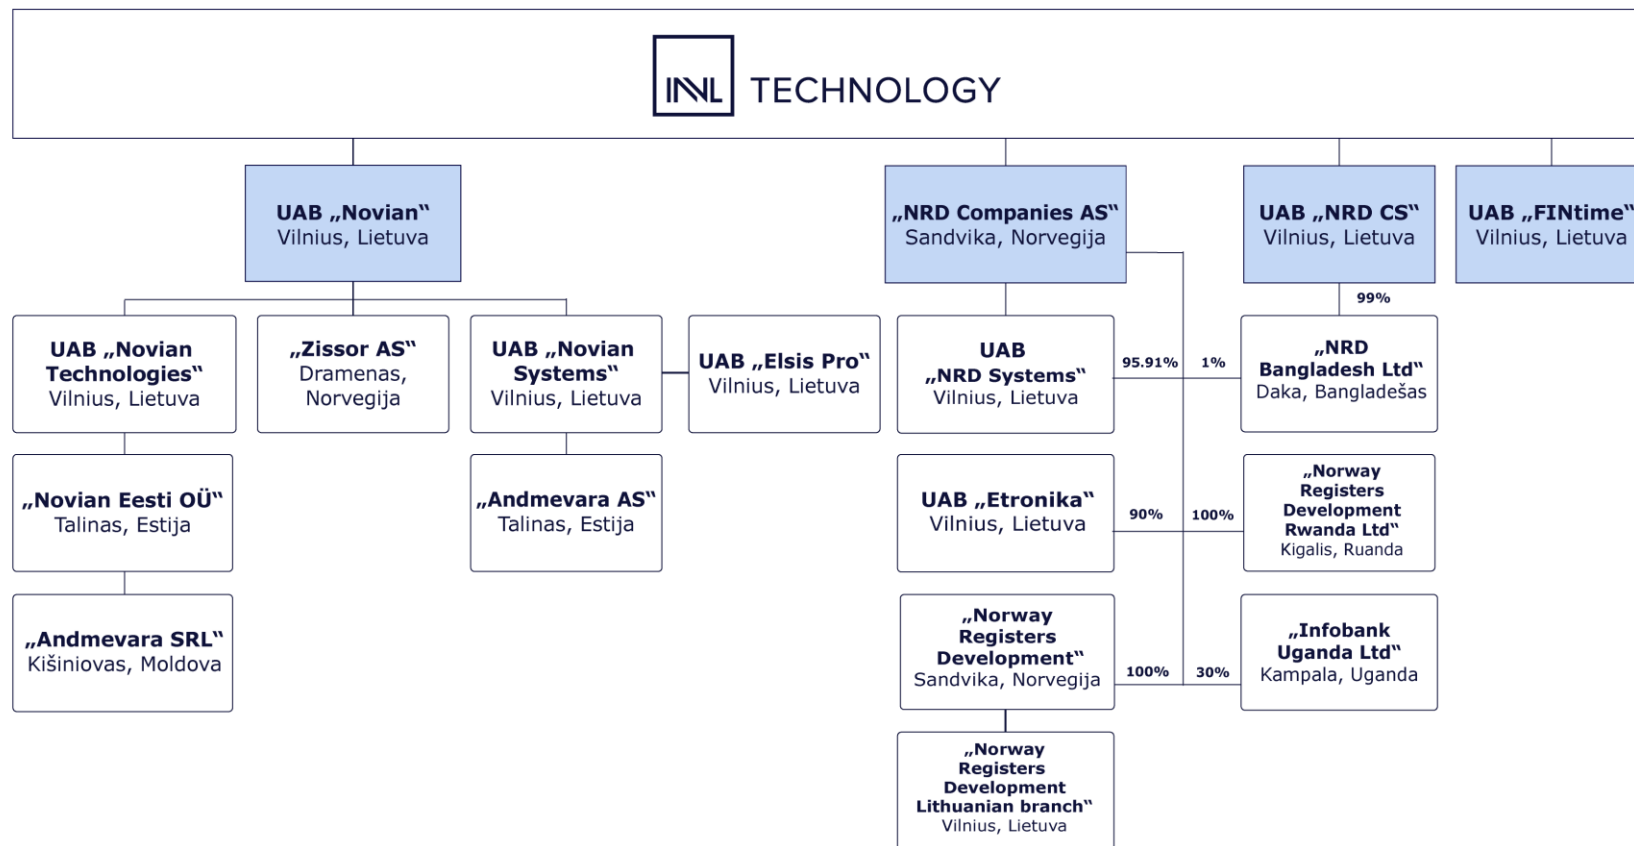 INVL TECHNOLOGY
UAB „Novian“
Vilnius, Lietuva
„NRD Companies AS“
Sandvika, Norvegija
UAB „NRD CS“
Vilnius, Lietuva
UAB „FINtime“
Vilnius, Lietuva
99%
UAB „Novian
Technologies“
Vilnius, Lietuva
„Zissor AS“
Dramenas,
Norvegija
UAB „Novian
Systems“
Vilnius, Lietuva
UAB „Elsis Pro“
Vilnius, Lietuva
UAB
„NRD Systems“
Vilnius, Lietuva
95.91%
1%
„NRD
Bangladesh Ltd“
Daka, Bangladešas
„Novian Eesti OÜ“
Talinas, Estija
„Andmevara AS“
Talinas, Estija
UAB „Etronika“
Vilnius, Lietuva
90%
100%
„Norway
Registers
Development
Rwanda Ltd“
Kigalis, Ruanda
„Andmevara SRL“
Kišiniovas, Moldova
„Norway
Registers
Development“
Sandvika, Norvegija
100%
30%
„Infobank
Uganda Ltd“
Kampala, Uganda
„Norway
Registers
Development
Lithuanian branch“
Vilnius, Lietuva